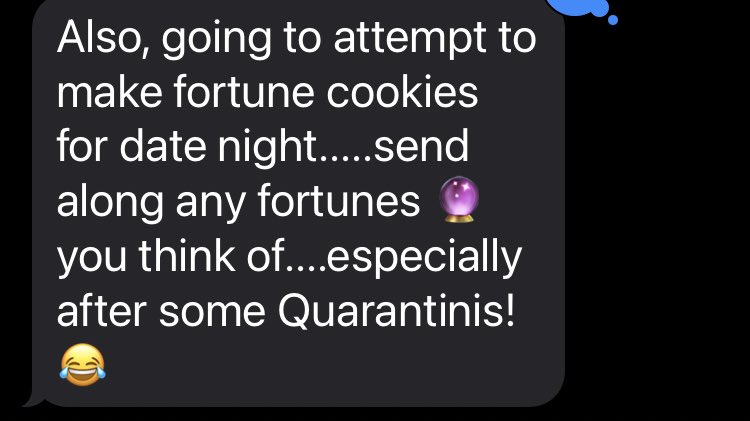 Also, going to attempt to
make fortune cookies
for date night.....send
along any fortunes 🔮
you think of....especially
after some Quarantinis!
😂